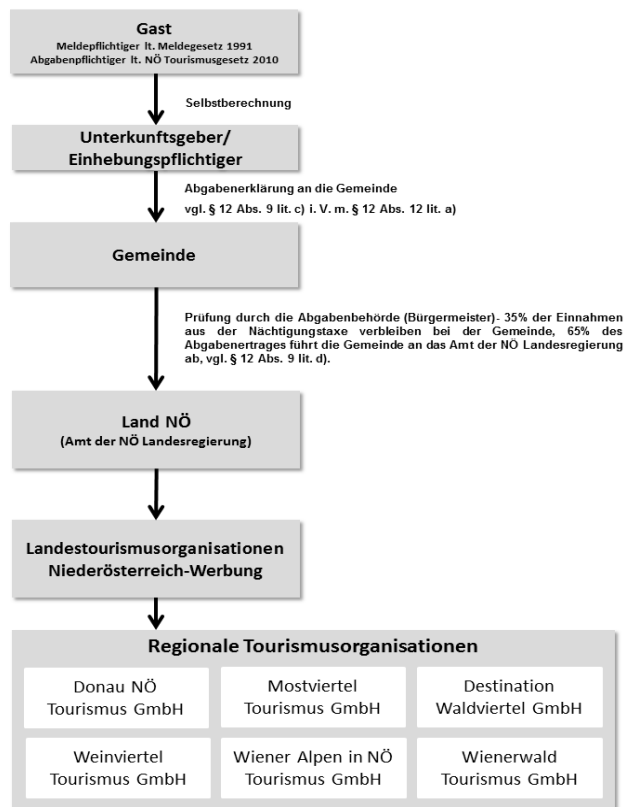 Gast
Meldepflichtiger lt. Meldegesetz 1991
Abgabenpflichtiger lt. NÖ Tourismusgesetz 2010
Selbstberechnung
Unterkunftsgeber/
Einhebungspflichtiger
Abgabenerklärung an die Gemeinde
vgl. § 12 Abs. 9 lit. c) i. V. m. § 12 Abs. 12 lit. a)
Gemeinde
Prüfung durch die Abgabenbehörde (Bürgermeister)- 35% der Einnahmen
aus der Nächtigungstaxe verbleiben bei der Gemeinde, 65% des
Abgabenertrages führt die Gemeinde an das Amt der NÖ Landesregierung
ab, vgl. § 12 Abs. 9 lit. d).
Land NÖ
(Amt der NÖ Landesregierung)
Landestourismusorganisationen
Niederösterreich-Werbung
Regionale Tourismusorganisationen
Donau NÖ
Tourismus GmbH
Mostviertel
Tourismus GmbH
Destination
Waldviertel GmbH
Weinviertel
Tourismus GmbH
Wiener Alpen in NÖ
Tourismus GmbH
Wienerwald
Tourismus GmbH